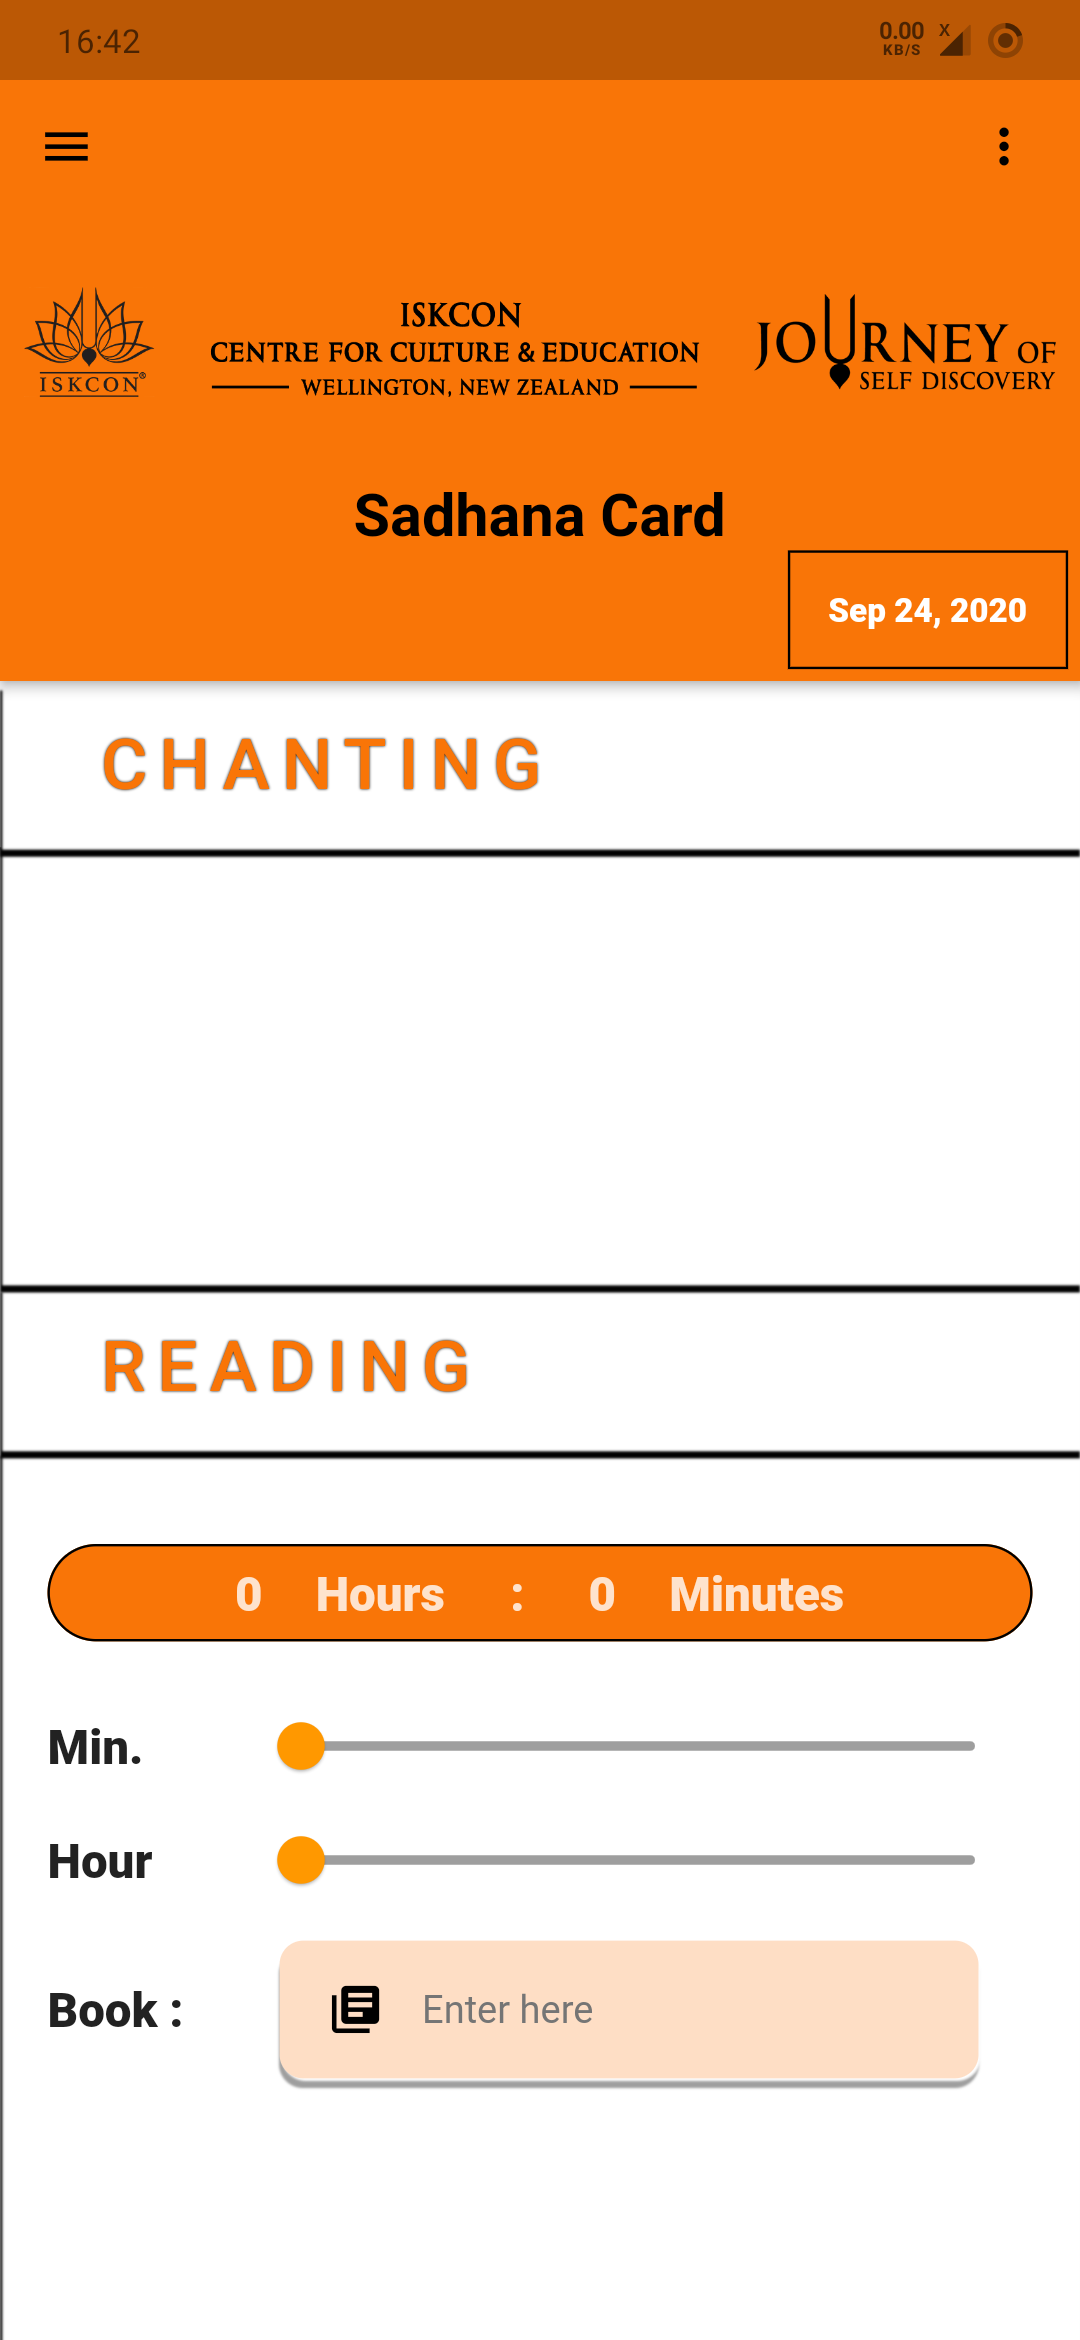 16:42
0.00
KB/S
X
ISKCON®
ISKCON
CENTRE FOR CULTURE & EDUCATION
WELLINGTON, NEW ZEALAND
JOURNEY OF
SELF DISCOVERY
Sadhana Card
Sep 24, 2020
CHANTING
READING
0 Hours : 0 Minutes
Min.
Hour
Book :
Enter here